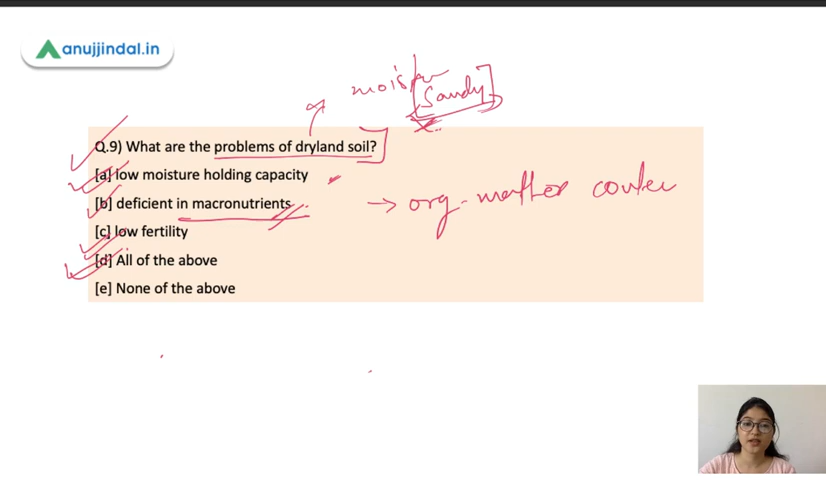 anujjindal.in
moistu
[Sandy]
Q.9) What are the problems of dryland soil?
[a] low moisture holding capacity
[b] deficient in macronutrients
→ org. matter conten
[c] low fertility
[d] All of the above
[e] None of the above